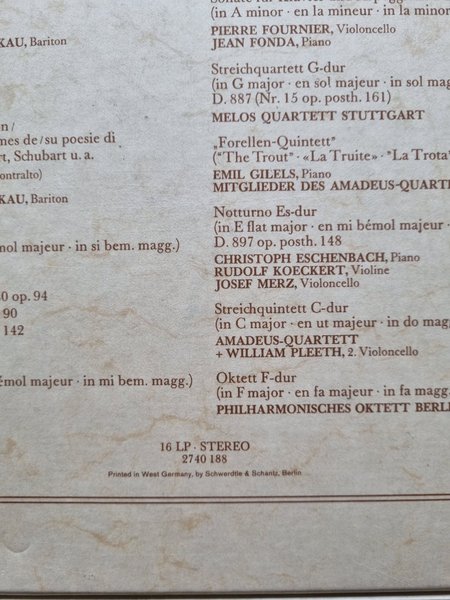 KAU, Bariton
n/
mes de/su poesie di
rt, Schubart u.a.
contralto)
KAU, Bariton
mol majeur · in si bem. magg.)
0 op. 94
90
142
bémol majeur · in mi bem. magg.)
(in A minor · en la mineur · in la minor
PIERRE FOURNIER, Violoncello
JEAN FONDA, Piano
Streichquartett G-dur
(in G major · en sol majeur · in sol mag
D. 887 (Nr. 15 op. posth. 161)
MELOS QUARTETT STUTTGART
„Forellen-Quintett”
(“The Trout” · «La Truite» · “La Trota”
EMIL GILELS, Piano
MITGLIEDER DES AMADEUS-QUARTE
Notturno Es-dur
(in E flat major · en mi bémol majeur ·
D. 897 op. posth. 148
CHRISTOPH ESCHENBACH, Piano
RUDOLF KOECKERT, Violine
JOSEF MERZ, Violoncello
Streichquintett C-dur
(in C major · en ut majeur · in do mag
AMADEUS-QUARTETT
+ WILLIAM PLEETH, 2. Violoncello
Oktett F-dur
(in F major · en fa majeur · in fa magg.
PHILHARMONISCHES OKTETT BERL
16 LP · STEREO
2740 188
Printed in West Germany, by Schwerdtle & Schantz, Berlin